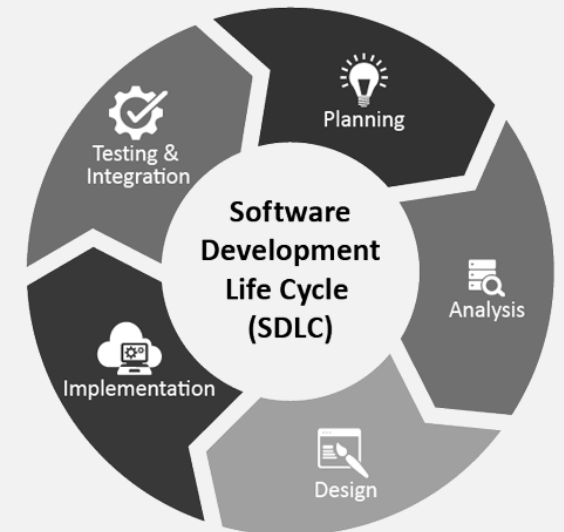 Software
Development
Life Cycle
(SDLC)
Planning
Analysis
Design
Implementation
Testing &
Integration